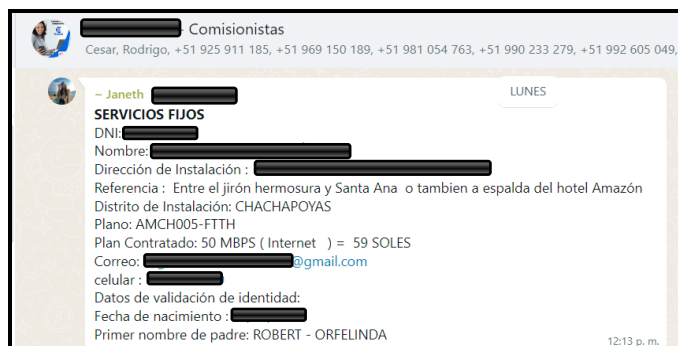 - Comisionistas
Cesar, Rodrigo, +51 925 911 185, +51 969 150 189, +51 981 054 763, +51 990 233 279, +51 992 605 049,
LUNES
~ Janeth
SERVICIOS FIJOS
DNI:
Nombre:
Dirección de Instalación :
Referencia : Entre el jirón hermosura y Santa Ana o tambien a espalda del hotel Amazón
Distrito de Instalación: CHACHAPOYAS
Plano: AMCH005-FTTH
Plan Contratado: 50 MBPS ( Internet ) = 59 SOLES
Correo: @gmail.com
celular :
Datos de validación de identidad:
Fecha de nacimiento :
Primer nombre de padre: ROBERT - ORFELINDA
12:13 p. m.